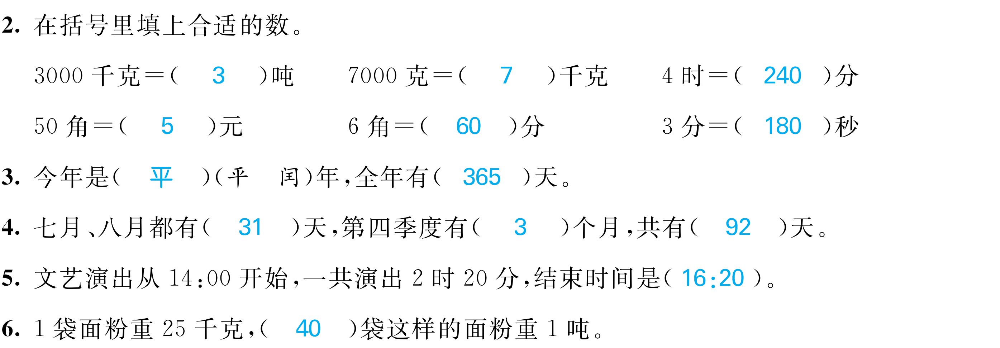 2. 在括号里填上合适的数。
3000 千克=( 3 )吨 7000 克=( 7 )千克 4 时=( 240 )分
50 角=( 5 )元 6 角=( 60 )分 3 分=( 180 )秒
3. 今年是( 平 )(平 闰)年,全年有( 365 )天。
4. 七月、八月都有( 31 )天,第四季度有( 3 )个月,共有( 92 )天。
5. 文艺演出从 14:00 开始,一共演出 2 时 20 分,结束时间是( 16:20 )。
6. 1 袋面粉重 25 千克,( 40 )袋这样的面粉重 1 吨。